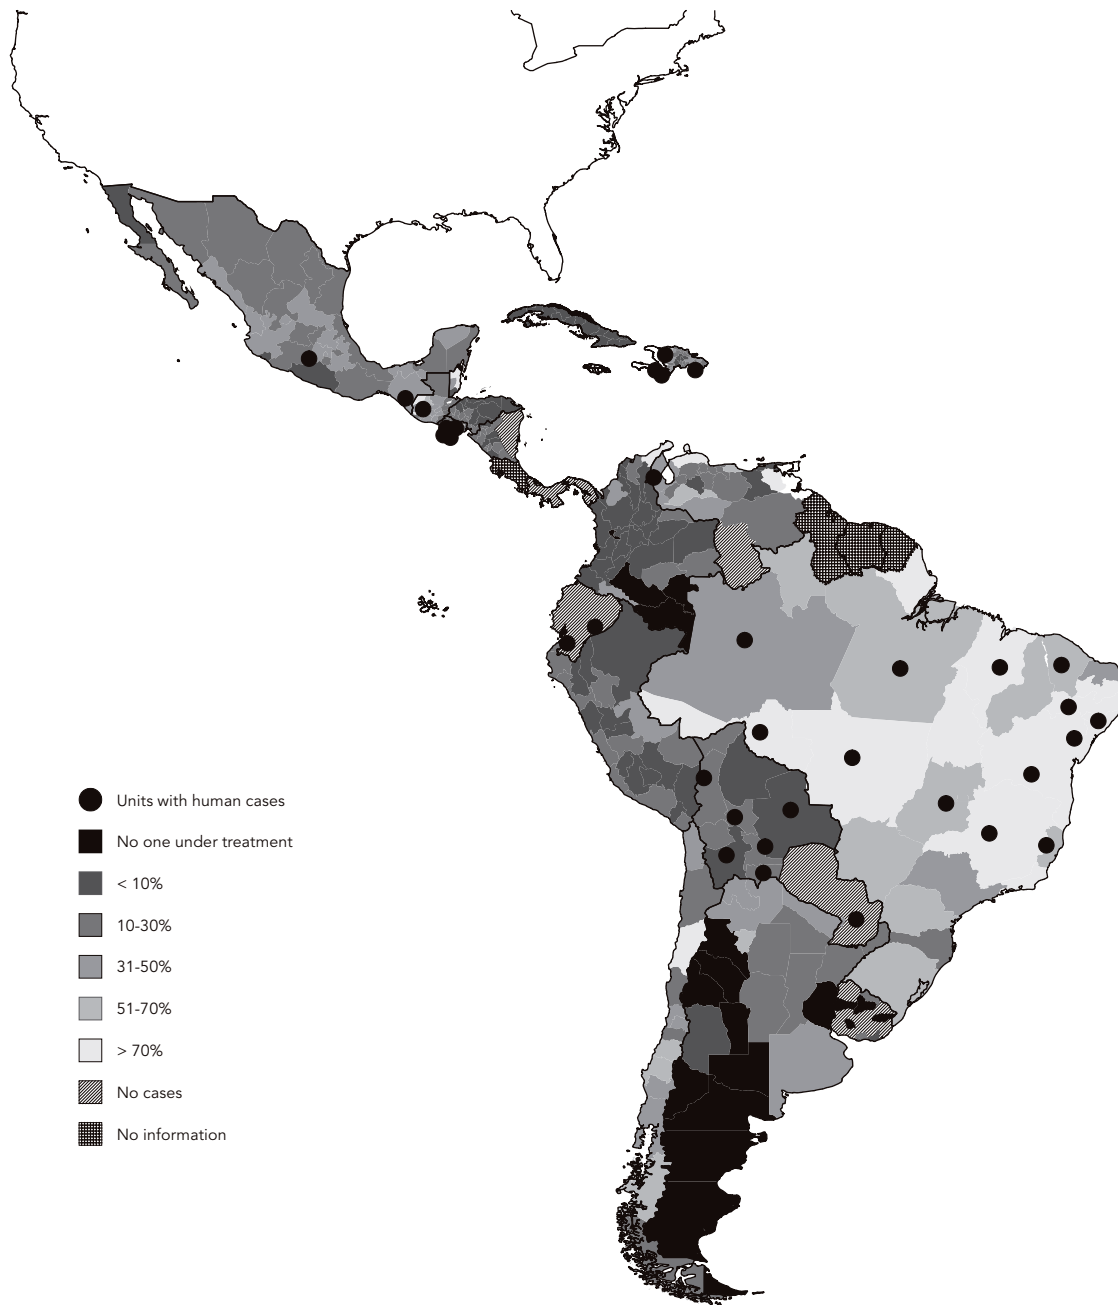 Units with human cases
No one under treatment
< 10%
10-30%
31-50%
51-70%
> 70%
No cases
No information